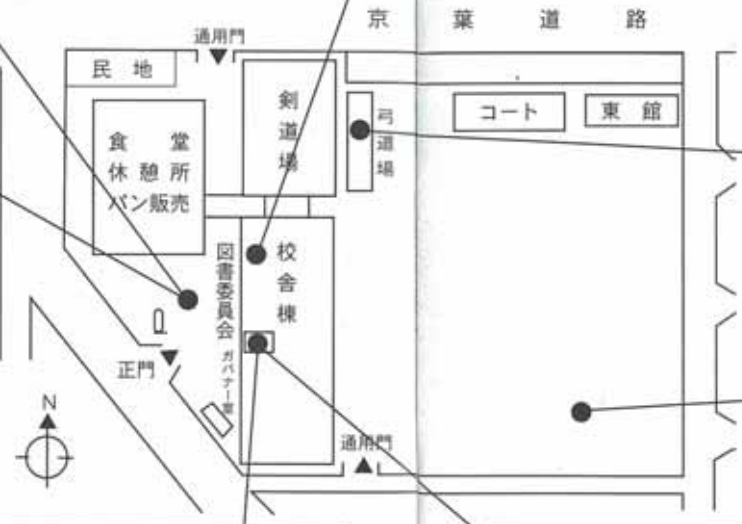 京葉道路
通用門
民地
剣道場
弓道場
コート
東館
食堂
休憩所
パン販売
図書委員会
校舎棟
ガバナー室
正門
N
通用門